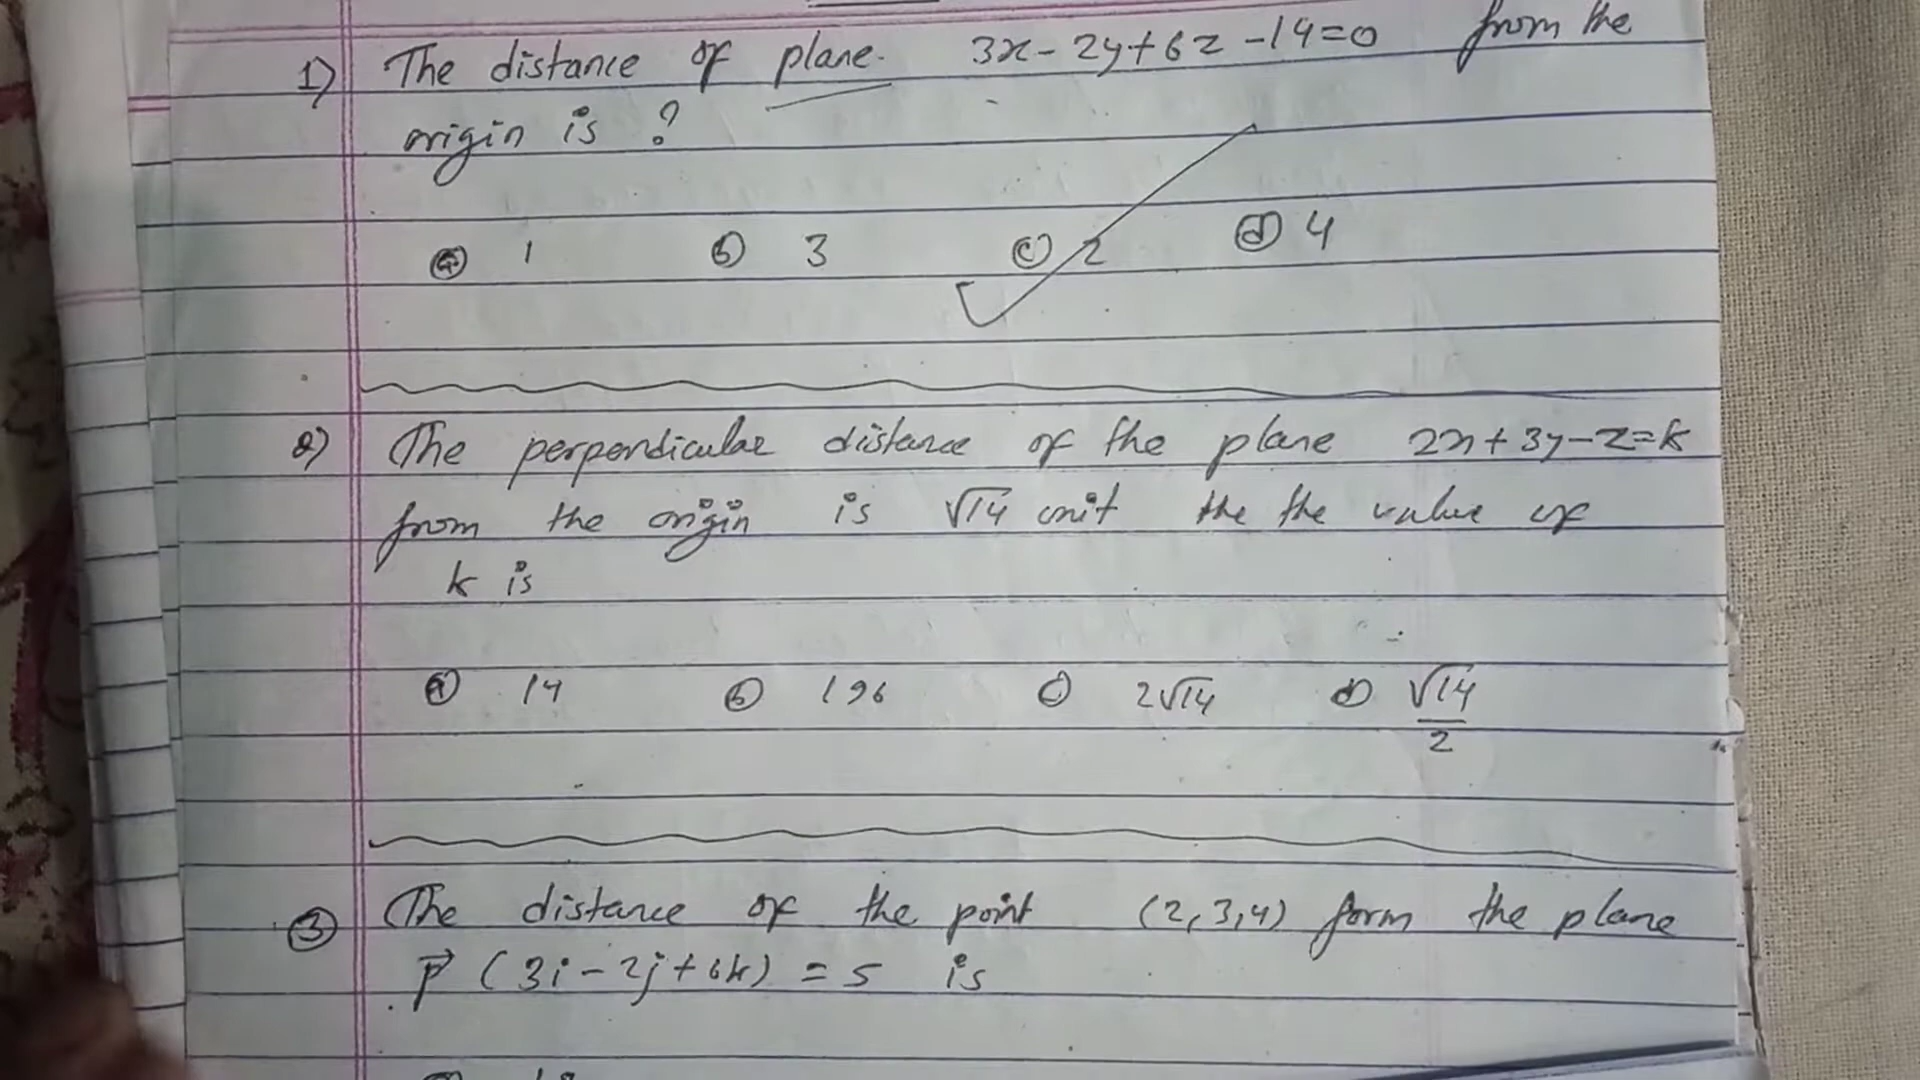 1) The distance of plane. 3x - 2y + 6z - 14 = 0 from the
origin is ?
(a) 1 (b) 3 (c) 2 (d) 4
2) The perpendicular distance of the plane 2x + 3y - z = k
from the origin is √14 unit the the value of
k is
(a) 14 (b) 196 (c) 2√14 (d) √14/2
3) The distance of the point (2,3,4) form the plane
r⃗ (3i - 2j + 6k) = 5 is